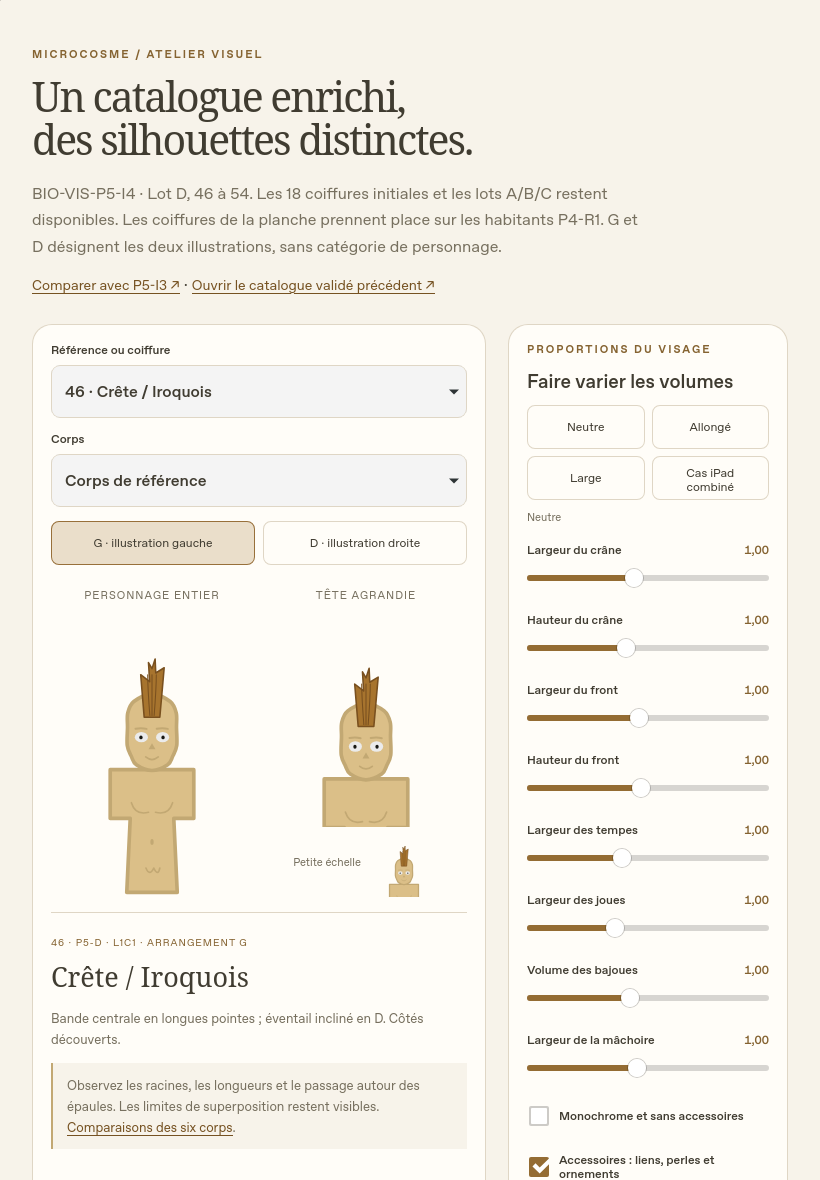 MICROCOSME / ATELIER VISUEL
Un catalogue enrichi,
des silhouettes distinctes.
BIO-VIS-P5-I4 · Lot D, 46 à 54. Les 18 coiffures initiales et les lots A/B/C restent
disponibles. Les coiffures de la planche prennent place sur les habitants P4-R1. G et
D désignent les deux illustrations, sans catégorie de personnage.
Comparer avec P5-I3 ↗ · Ouvrir le catalogue validé précédent ↗
Référence ou coiffure
46 · Crête / Iroquois
Corps
Corps de référence
G · illustration gauche
D · illustration droite
PERSONNAGE ENTIER
TÊTE AGRANDIE
Petite échelle
46 · P5-D · L1C1 · ARRANGEMENT G
Crête / Iroquois
Bande centrale en longues pointes ; éventail incliné en D. Côtés
découverts.
Observez les racines, les longueurs et le passage autour des
épaules. Les limites de superposition restent visibles.
Comparaisons des six corps.
PROPORTIONS DU VISAGE
Faire varier les volumes
Neutre
Allongé
Large
Cas iPad
combiné
Neutre
Largeur du crâne 1,00
Hauteur du crâne 1,00
Largeur du front 1,00
Hauteur du front 1,00
Largeur des tempes 1,00
Largeur des joues 1,00
Volume des bajoues 1,00
Largeur de la mâchoire 1,00
Monochrome et sans accessoires
Accessoires : liens, perles et
ornements